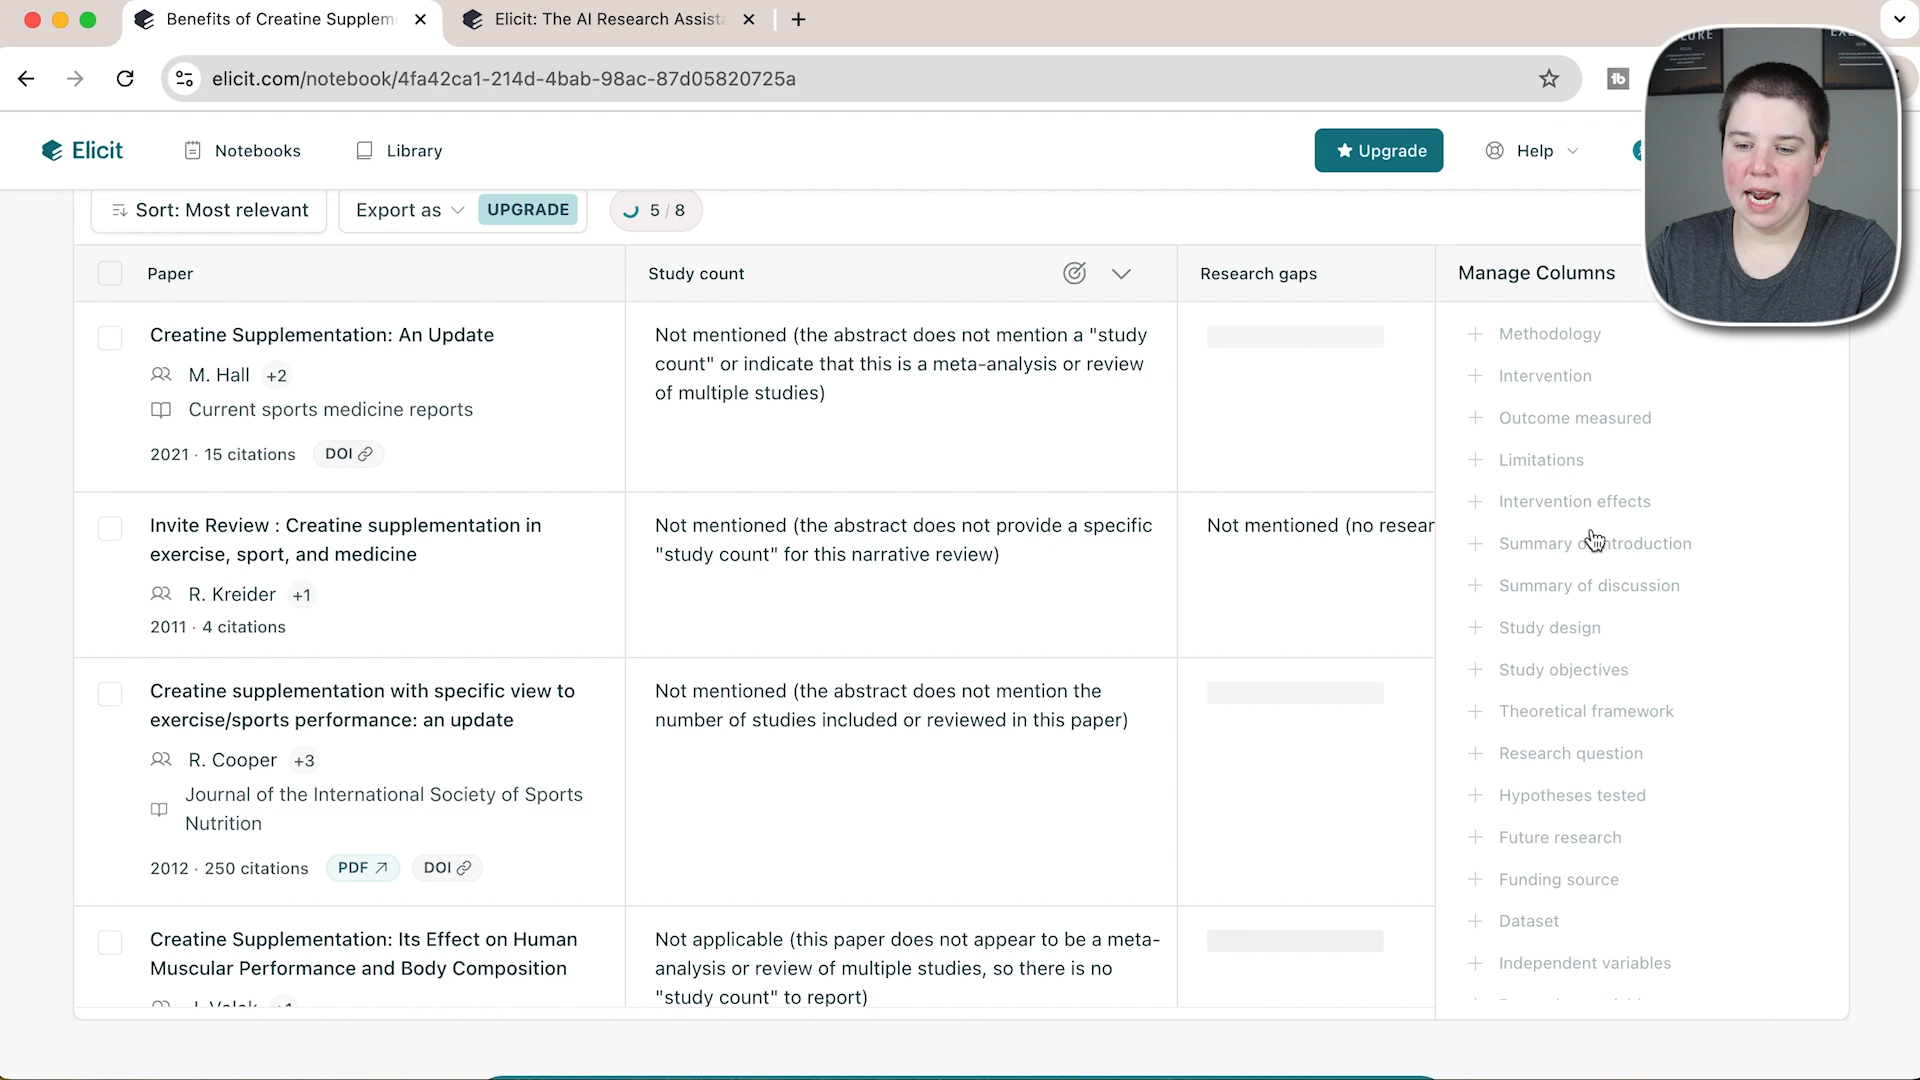 Benefits of Creatine Supplem
Elicit: The AI Research Assista
elicit.com/notebook/4fa42ca1-214d-4bab-98ac-87d05820725a
tb
Elicit
Notebooks
Library
Upgrade
Help
Sort: Most relevant
Export as
UPGRADE
5 / 8
Paper
Study count
Research gaps
Manage Columns
Creatine Supplementation: An Update
M. Hall +2
Current sports medicine reports
2021 · 15 citations DOI
Not mentioned (the abstract does not mention a "study
count" or indicate that this is a meta-analysis or review
of multiple studies)
Invite Review : Creatine supplementation in
exercise, sport, and medicine
R. Kreider +1
2011 · 4 citations
Not mentioned (the abstract does not provide a specific
"study count" for this narrative review)
Not mentioned (no resear
Creatine supplementation with specific view to
exercise/sports performance: an update
R. Cooper +3
Journal of the International Society of Sports
Nutrition
2012 · 250 citations PDF DOI
Not mentioned (the abstract does not mention the
number of studies included or reviewed in this paper)
Creatine Supplementation: Its Effect on Human
Muscular Performance and Body Composition
Not applicable (this paper does not appear to be a meta-
analysis or review of multiple studies, so there is no
"study count" to report)
Methodology
Intervention
Outcome measured
Limitations
Intervention effects
Summary of introduction
Summary of discussion
Study design
Study objectives
Theoretical framework
Research question
Hypotheses tested
Future research
Funding source
Dataset
Independent variables